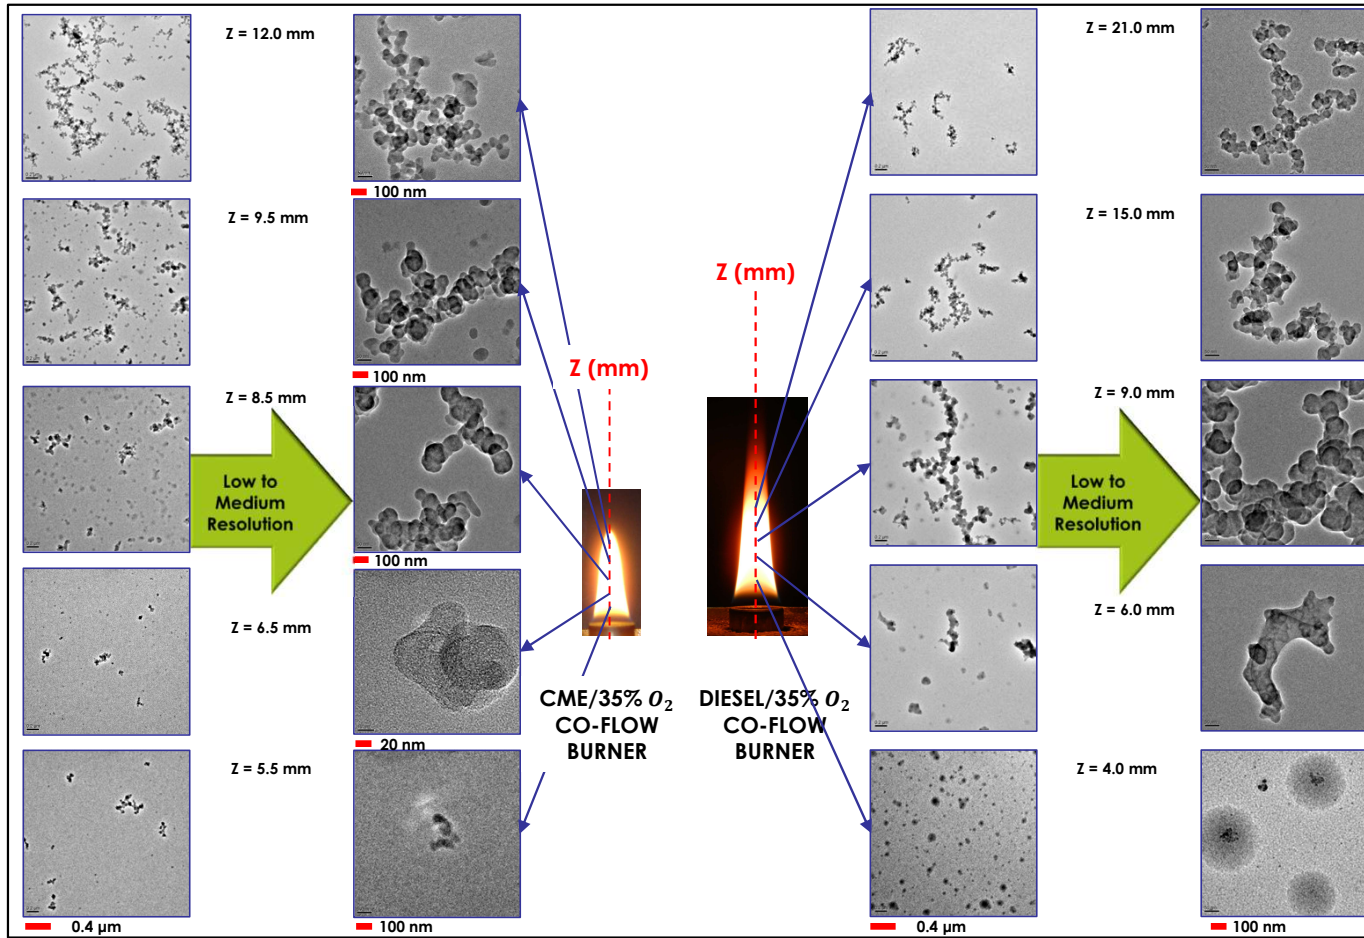 Z = 12.0 mm
100 nm
Z = 9.5 mm
100 nm
Z = 8.5 mm
Low to
Medium
Resolution
100 nm
Z = 6.5 mm
20 nm
Z = 5.5 mm
0.4 µm
100 nm
Z (mm)
CME/35% O₂
CO-FLOW
BURNER
Z (mm)
DIESEL/35% O₂
CO-FLOW
BURNER
Z = 21.0 mm
Z = 15.0 mm
Z = 9.0 mm
Low to
Medium
Resolution
Z = 6.0 mm
Z = 4.0 mm
0.4 µm
100 nm